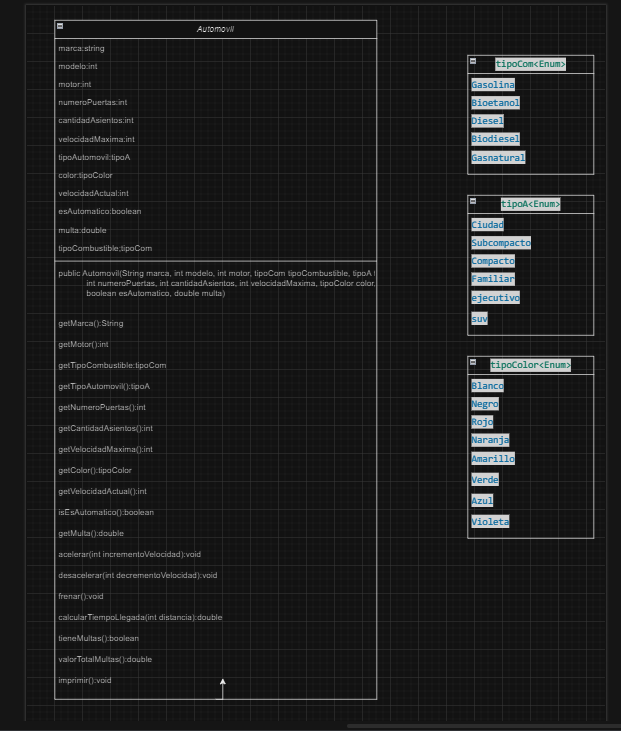 Automovil
marca:string
modelo:int
motor:int
numeroPuertas:int
cantidadAsientos:int
velocidadMaxima:int
tipoAutomovil:tipoA
color:tipoColor
velocidadActual:int
esAutomatico:boolean
multa:double
tipoCombustible;tipoCom
public Automovil(String marca, int modelo, int motor, tipoCom tipoCombustible, tipoA
int numeroPuertas, int cantidadAsientos, int velocidadMaxima, tipoColor color,
boolean esAutomatico, double multa)
getMarca():String
getMotor():int
getTipoCombustible:tipoCom
getTipoAutomovil():tipoA
getNumeroPuertas():int
getCantidadAsientos():int
getVelocidadMaxima():int
getColor():tipoColor
getVelocidadActual():int
isEsAutomatico():boolean
getMulta():double
acelerar(int incrementoVelocidad):void
desacelerar(int decrementoVelocidad):void
frenar():void
calcularTiempoLlegada(int distancia):double
tieneMultas():boolean
valorTotalMultas():double
imprimir():void
tipoCom<Enum>
Gasolina
Bioetanol
Diesel
Biodiesel
Gasnatural
tipoA<Enum>
Ciudad
Subcompacto
Compacto
Familiar
ejecutivo
suv
tipoColor<Enum>
Blanco
Negro
Rojo
Naranja
Amarillo
Verde
Azul
Violeta